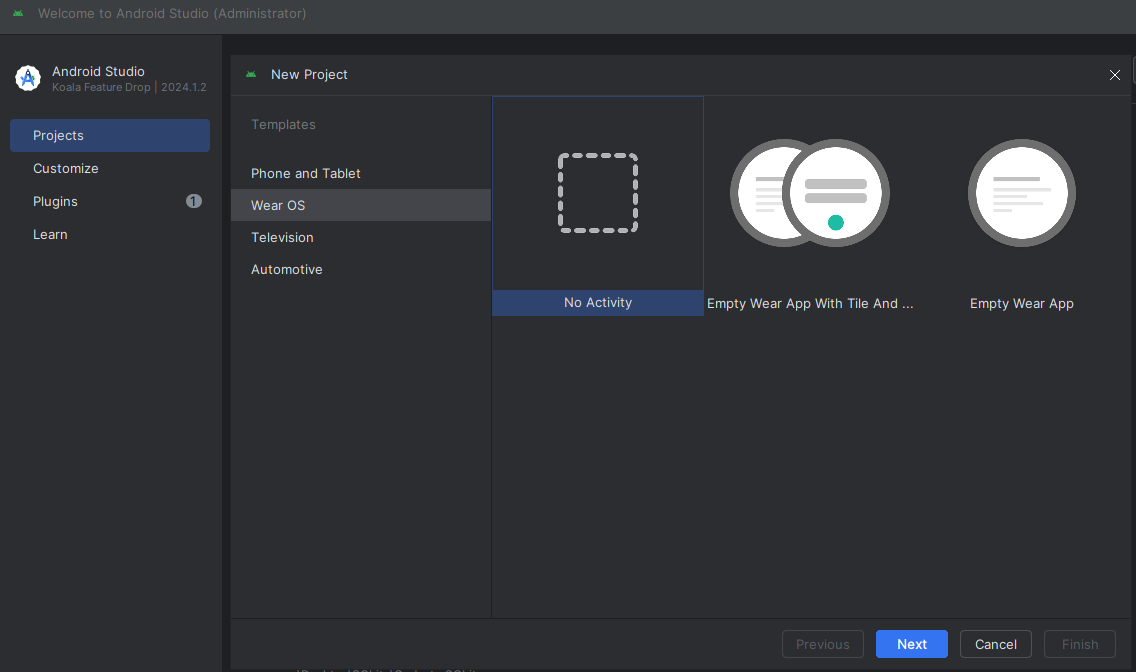 Welcome to Android Studio (Administrator)
Android Studio
Koala Feature Drop | 2024.1.2
Projects
Customize
Plugins
1
Learn
New Project
Templates
Phone and Tablet
Wear OS
Television
Automotive
No Activity
Empty Wear App With Tile And ...
Empty Wear App
Previous
Next
Cancel
Finish